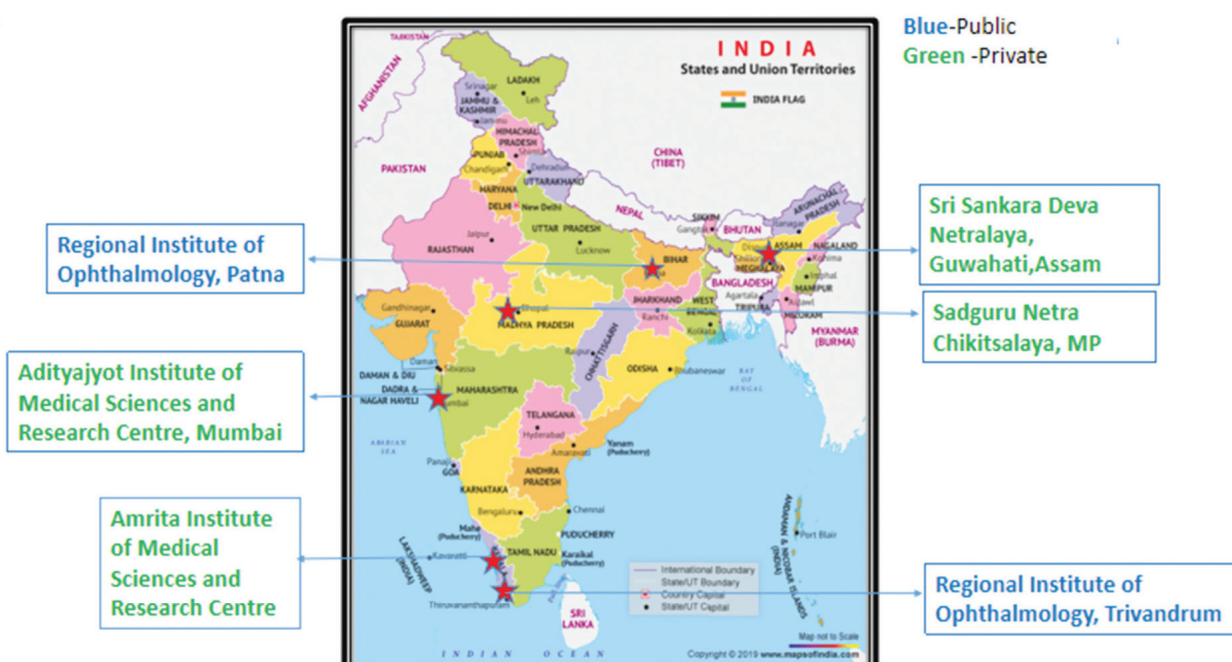 Blue-Public
Green -Private
INDIA
States and Union Territories
INDIA FLAG
TAJIKISTAN
AFGHANISTAN
LADAKH
Leh
Srinagar
JAMMU &
KASHMIR
Jammu
HIMACHAL
PRADESH
Shimla
PUNJAB
Chandigarh
Dehradun
UTTARAKHAND
PAKISTAN
CHINA
(TIBET)
HARYANA
DELHI
New Delhi
NEPAL
SIKKIM
Gangtok
BHUTAN
ARUNACHAL
PRADESH
Itanagar
RAJASTHAN
Jaipur
UTTAR PRADESH
Lucknow
BIHAR
ASSAM
NAGALAND
Kohima
MEGHALAYA
Imphal
MANIPUR
BANGLADESH
Agartala
TRIPURA
Aizawl
MIZORAM
MYANMAR
(BURMA)
Gandhinagar
GUJARAT
Bhopal
MADHYA PRADESH
JHARKHAND
Ranchi
WEST
BENGAL
Kolkata
CHHATTISGARH
Raipur
ODISHA
Bhubaneswar
BAY
OF
BENGAL
Daman
Silvassa
DAMAN & DIU
DADRA &
NAGAR HAVELI
MAHARASHTRA
Mumbai
TELANGANA
Hyderabad
ARABIAN
SEA
Amaravati
Yanam
(Puducherry)
Panaji
GOA
ANDHRA
PRADESH
KARNATAKA
Bengaluru
Chennai
Mahe
(Puducherry)
PUDUCHERRY
LAKSHADWEEP
(INDIA)
Kavaratti
TAMIL NADU
Karaikal
(Puducherry)
Thiruvananthapuram
SRI
LANKA
ANDAMAN & NICOBAR ISLANDS
(INDIA)
Port Blair
International Boundary
State/UT Boundary
Country Capital
State/UT Capital
Map not to Scale
Copyright © 2019 www.mapsofindia.com
INDIAN OCEAN
Regional Institute of
Ophthalmology, Patna
Adityajyot Institute of
Medical Sciences and
Research Centre, Mumbai
Amrita Institute
of Medical
Sciences and
Research Centre
Sri Sankara Deva
Netralaya,
Guwahati,Assam
Sadguru Netra
Chikitsalaya, MP
Regional Institute of
Ophthalmology, Trivandrum